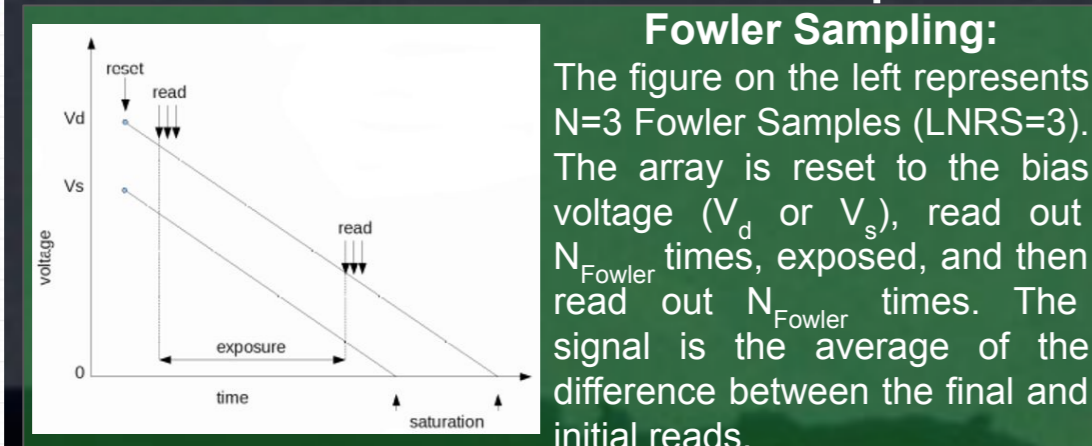 Fowler Sampling:
The figure on the left represents
N=3 Fowler Samples (LNRS=3).
The array is reset to the bias
voltage (Vd or Vs), read out
NFowler times, exposed, and then
read out NFowler times. The
signal is the average of the
difference between the final and
initial reads.
reset
read
Vd
Vs
read
voltage
exposure
0
time
saturation